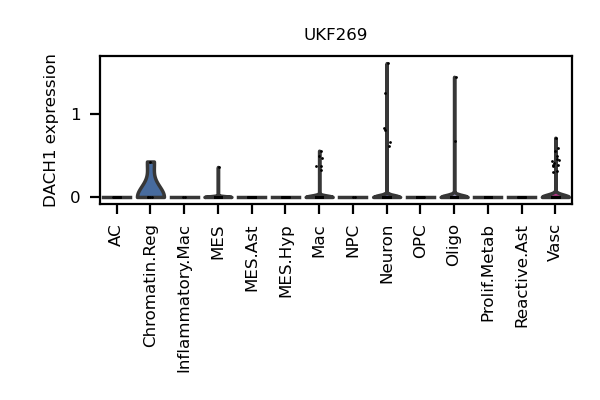 UKF269
DACH1 expression
1
0
AC
Chromatin.Reg
Inflammatory.Mac
MES
MES.Ast
MES.Hyp
Mac
NPC
Neuron
OPC
Oligo
Prolif.Metab
Reactive.Ast
Vasc